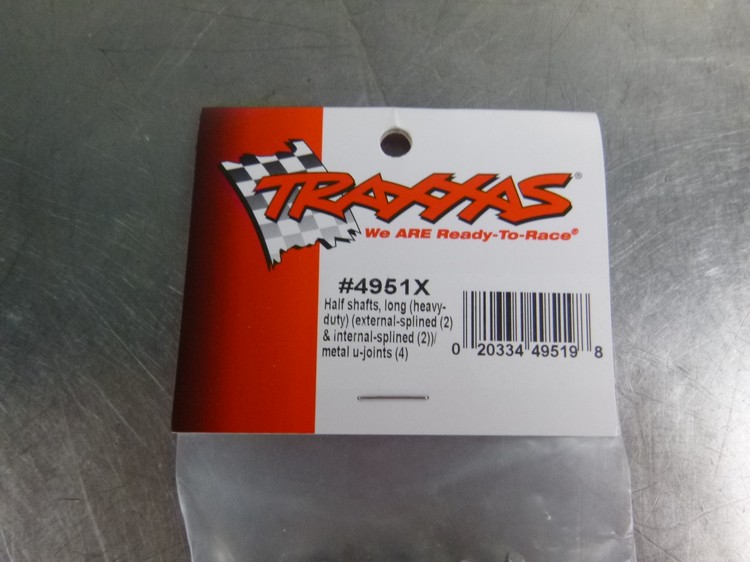 TRAXXAS®
We ARE Ready-To-Race®
#4951X
Half shafts, long (heavy-
duty) (external-splined (2)
& internal-splined (2))/
metal u-joints (4)
0 20334 49519 8